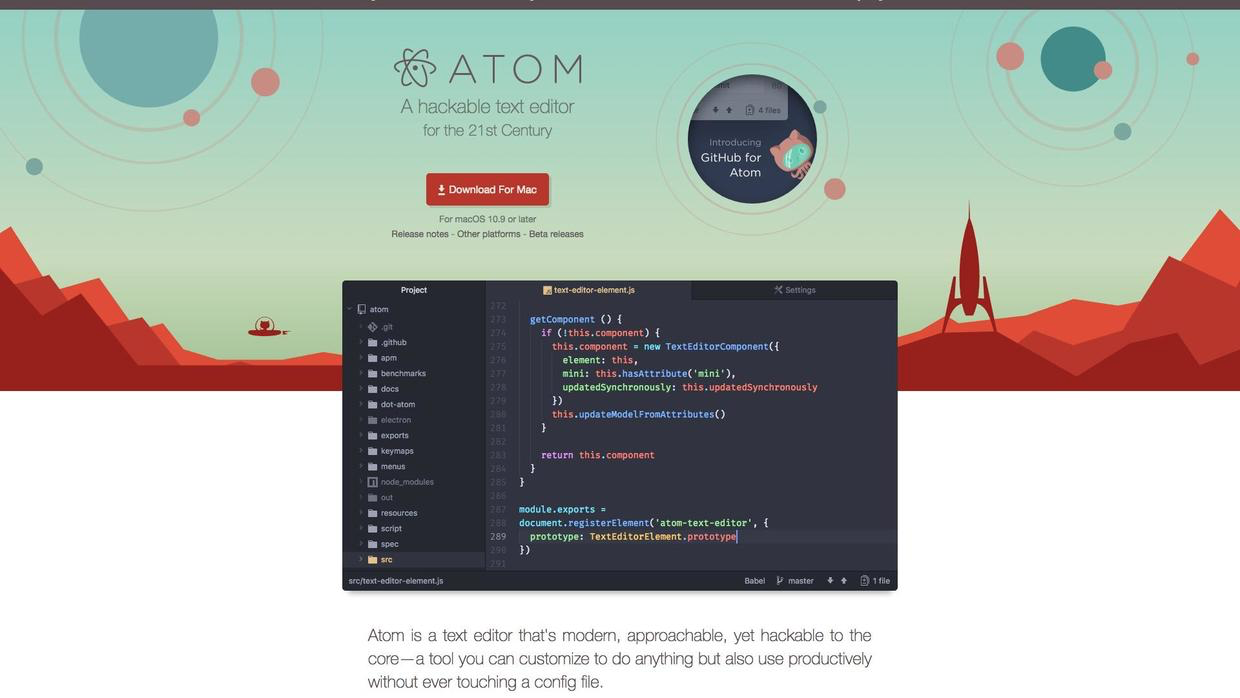 ATOM
A hackable text editor
for the 21st Century
Download For Mac
For macOS 10.9 or later
Release notes - Other platforms - Beta releases
4 files
Introducing
GitHub for
Atom
Project
text-editor-element.js
Settings
atom
.git
.github
apm
benchmarks
docs
dot-atom
electron
exports
keymaps
menus
node_modules
out
resources
script
spec
src
272
273 getComponent () {
274 if (!this.component) {
275 this.component = new TextEditorComponent({
276 element: this,
277 mini: this.hasAttribute('mini'),
278 updatedSynchronously: this.updatedSynchronously
279 })
280 this.updateModelFromAttributes()
281 }
282
283 return this.component
284 }
285 }
286
287 module.exports =
288 document.registerElement('atom-text-editor', {
289 prototype: TextEditorElement.prototype
290 })
291
src/text-editor-element.js
Babel master 1 file
Atom is a text editor that's modern, approachable, yet hackable to the
core—a tool you can customize to do anything but also use productively
without ever touching a config file.